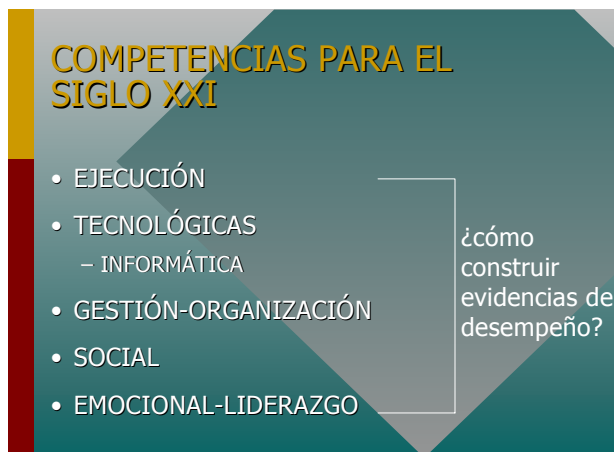 COMPETENCIAS PARA EL
SIGLO XXI
• EJECUCIÓN
• TECNOLÓGICAS
– INFORMÁTICA
• GESTIÓN-ORGANIZACIÓN
• SOCIAL
• EMOCIONAL-LIDERAZGO
¿cómo
construir
evidencias de
desempeño?